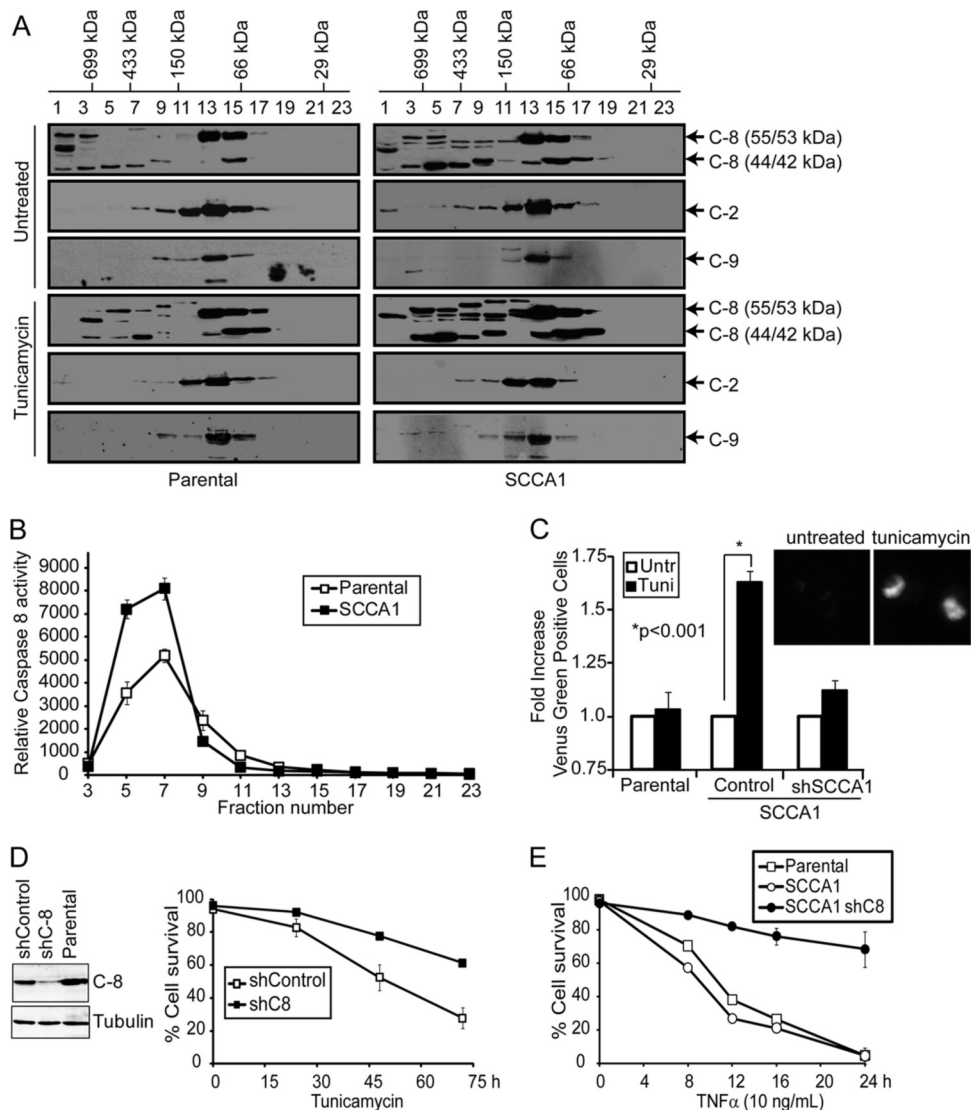 A
699 kDa 433 kDa 150 kDa 66 kDa 29 kDa 699 kDa 433 kDa 150 kDa 66 kDa 29 kDa
1 3 5 7 9 11 13 15 17 19 21 23 1 3 5 7 9 11 13 15 17 19 21 23
Untreated
C-8 (55/53 kDa)
C-8 (44/42 kDa)
C-2
C-9
Tunicamycin
C-8 (55/53 kDa)
C-8 (44/42 kDa)
C-2
C-9
Parental SCCA1
B
Relative Caspase 8 activity
9000
8000
7000
6000
5000
4000
3000
2000
1000
0
Parental
SCCA1
3 5 7 9 11 13 15 17 19 21 23
Fraction number
C
Fold Increase
Venus Green Positive Cells
1.75
1.5
1.25
1.0
0.75
Untr
Tuni
*p<0.001
*
untreated tunicamycin
Parental Control shSCCA1
SCCA1
D
shControl shC-8 Parental
C-8
Tubulin
% Cell survival
100
80
60
40
20
0
shControl
shC8
0 15 30 45 60 75 h
Tunicamycin
E
Parental
SCCA1
SCCA1 shC8
% Cell survival
100
80
60
40
20
0
0 4 8 12 16 20 24 h
TNFα (10 ng/mL)